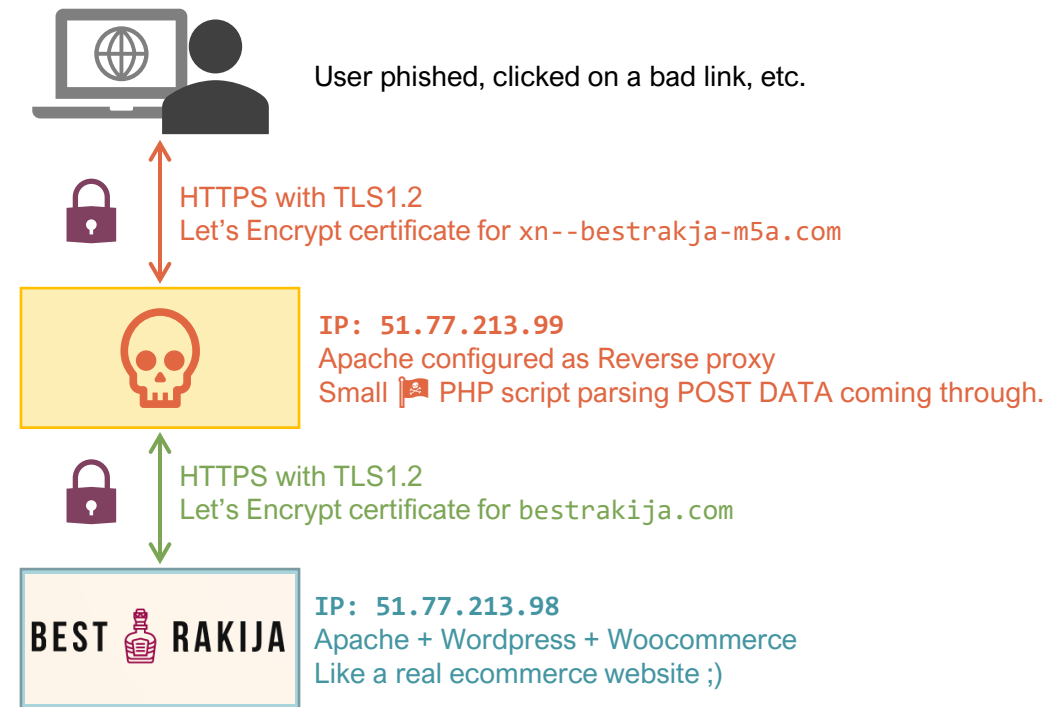 User phished, clicked on a bad link, etc.
HTTPS with TLS1.2
Let’s Encrypt certificate for xn--bestrakja-m5a.com
IP: 51.77.213.99
Apache configured as Reverse proxy
Small 🏴‍☠️ PHP script parsing POST DATA coming through.
HTTPS with TLS1.2
Let’s Encrypt certificate for bestrakija.com
BEST RAKIJA
IP: 51.77.213.98
Apache + Wordpress + Woocommerce
Like a real ecommerce website ;)